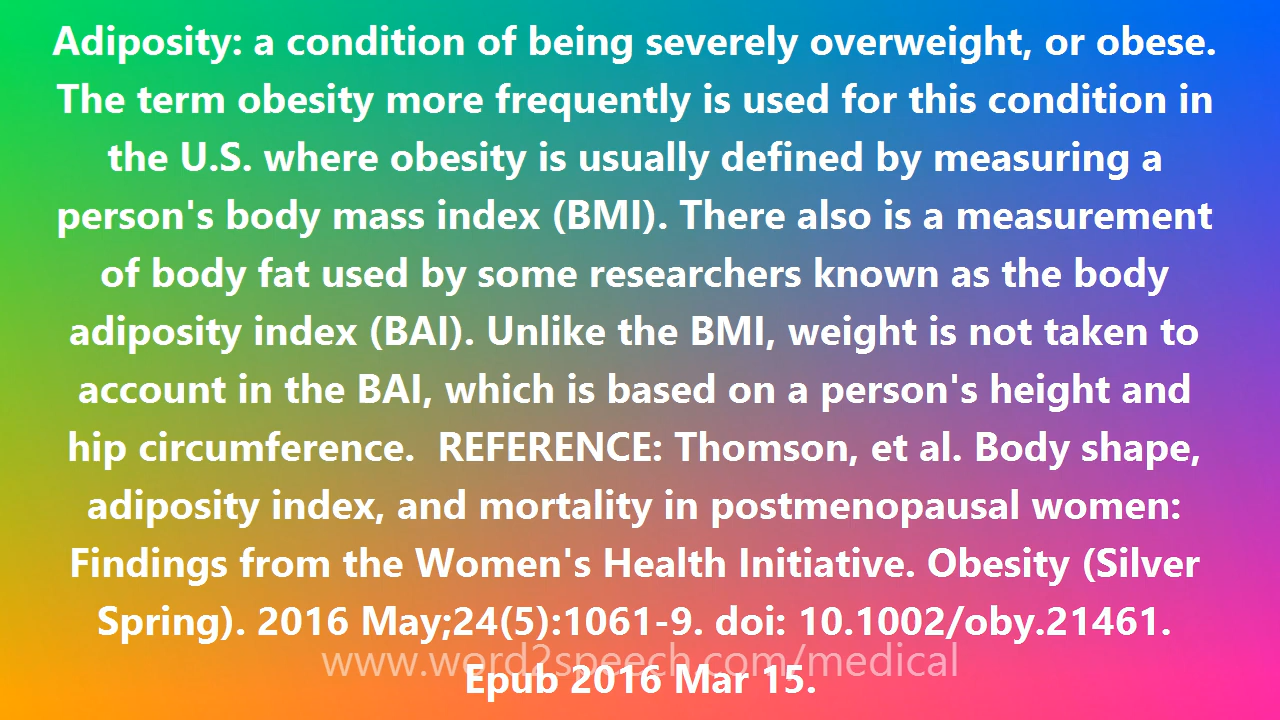 Adiposity: a condition of being severely overweight, or obese.
The term obesity more frequently is used for this condition in
the U.S. where obesity is usually defined by measuring a
person's body mass index (BMI). There also is a measurement
of body fat used by some researchers known as the body
adiposity index (BAI). Unlike the BMI, weight is not taken to
account in the BAI, which is based on a person's height and
hip circumference.  REFERENCE: Thomson, et al. Body shape,
adiposity index, and mortality in postmenopausal women:
Findings from the Women's Health Initiative. Obesity (Silver
Spring). 2016 May;24(5):1061-9. doi: 10.1002/oby.21461.
www.word2speech.com/medical
Epub 2016 Mar 15.